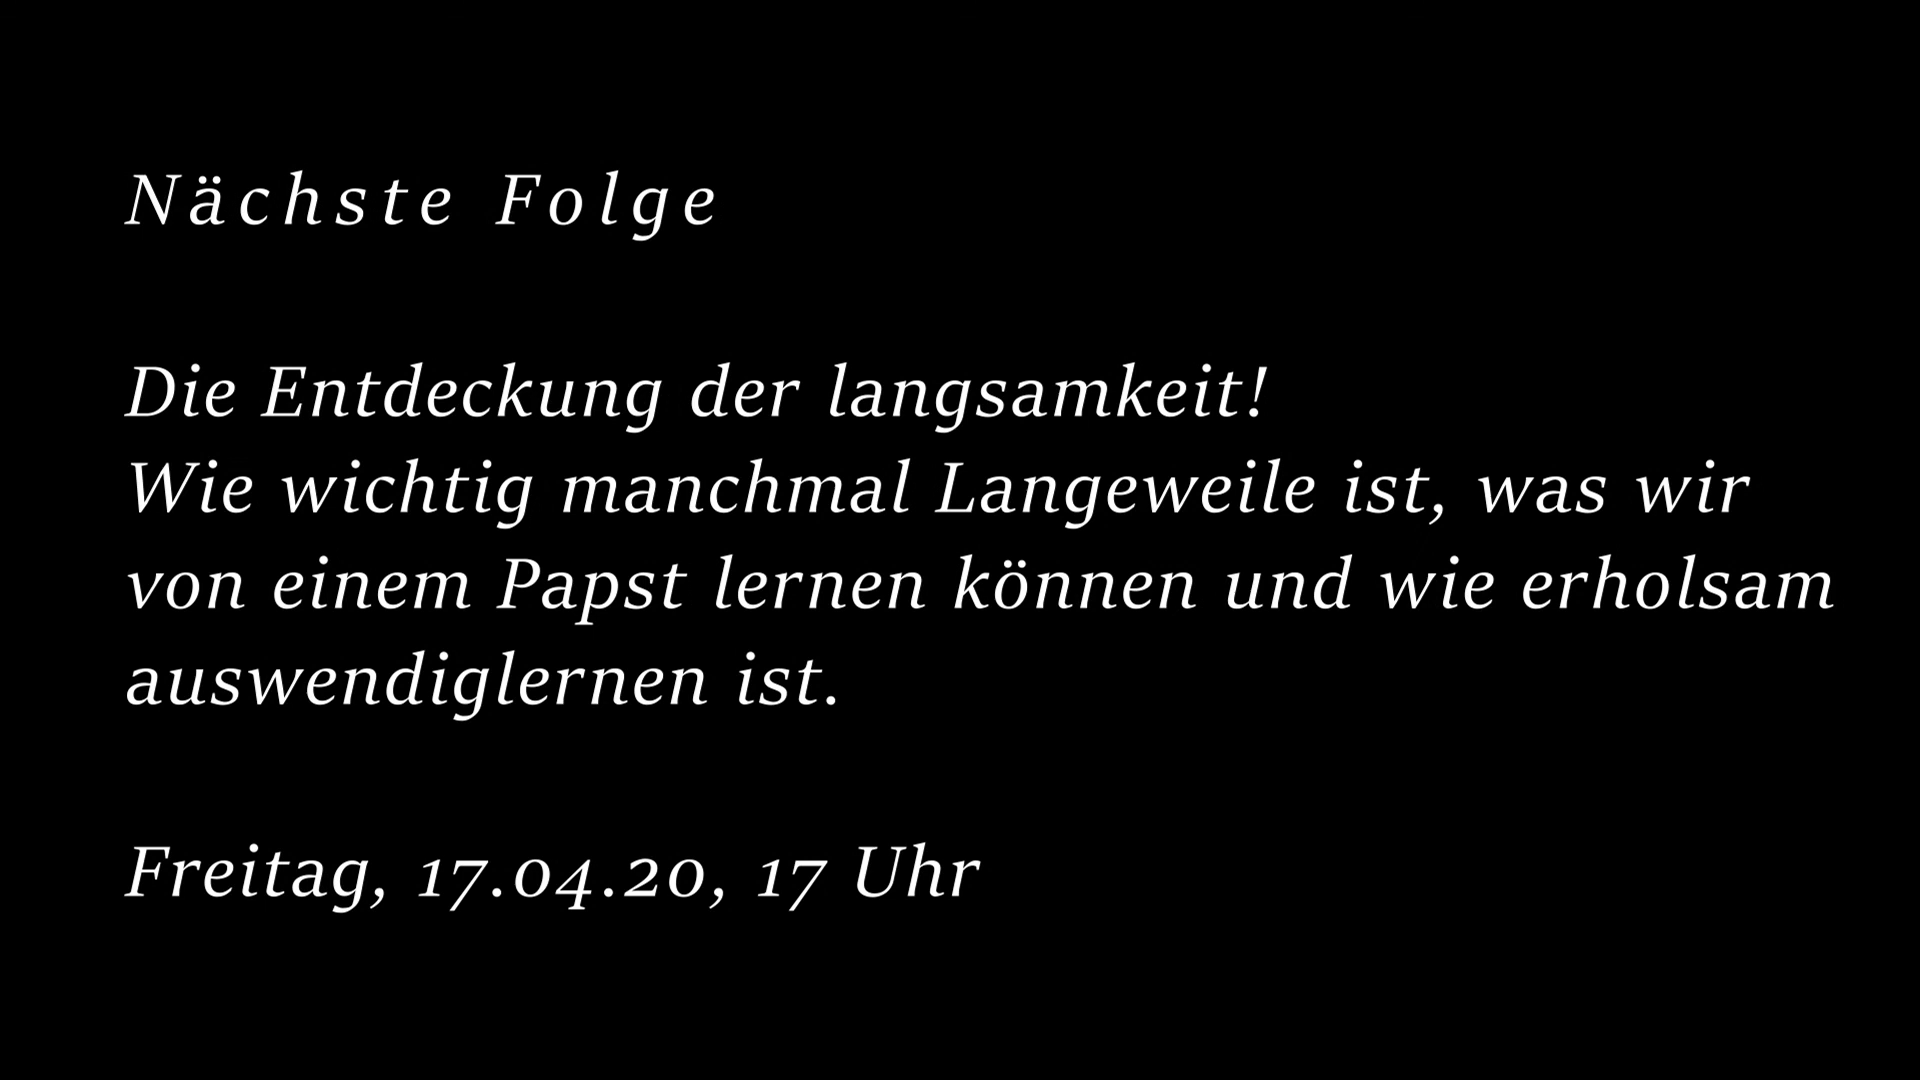 Nächste Folge
Die Entdeckung der langsamkeit!
Wie wichtig manchmal Langeweile ist, was wir
von einem Papst lernen können und wie erholsam
auswendiglernen ist.
Freitag, 17.04.20, 17 Uhr